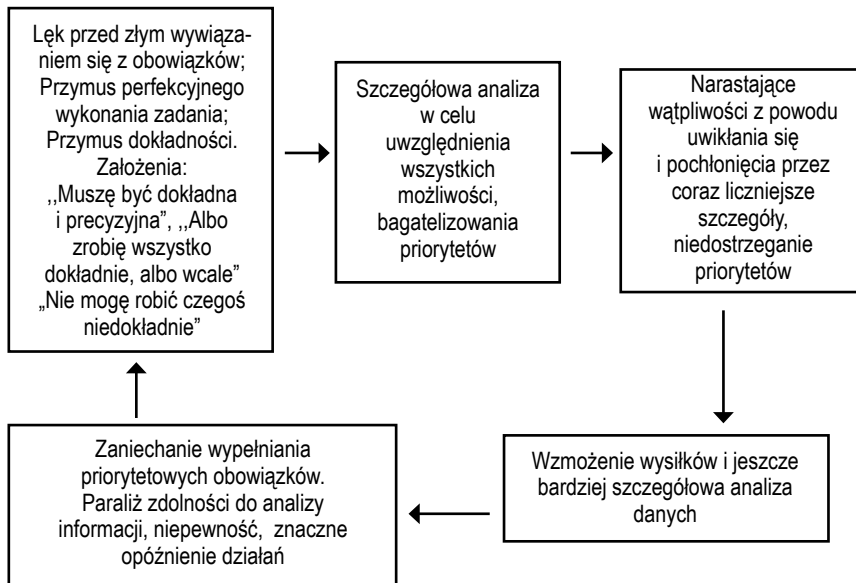 Lęk przed złym wywiąza-
niem się z obowiązków;
Przymus perfekcyjnego
wykonania zadania;
Przymus dokładności.
Założenia:
,,Muszę być dokładna
i precyzyjna”, ,,Albo
zrobię wszystko
dokładnie, albo wcale”
„Nie mogę robić czegoś
niedokładnie”
Szczegółowa analiza
w celu
uwzględnienia
wszystkich
możliwości,
bagatelizowania
priorytetów
Narastające
wątpliwości z powodu
uwikłania się
i pochłonięcia przez
coraz liczniejsze
szczegóły,
niedostrzeganie
priorytetów
Wzmożenie wysiłków i jeszcze
bardziej szczegółowa analiza
danych
Zaniechanie wypełniania
priorytetowych obowiązków.
Paraliż zdolności do analizy
informacji, niepewność, znaczne
opóźnienie działań